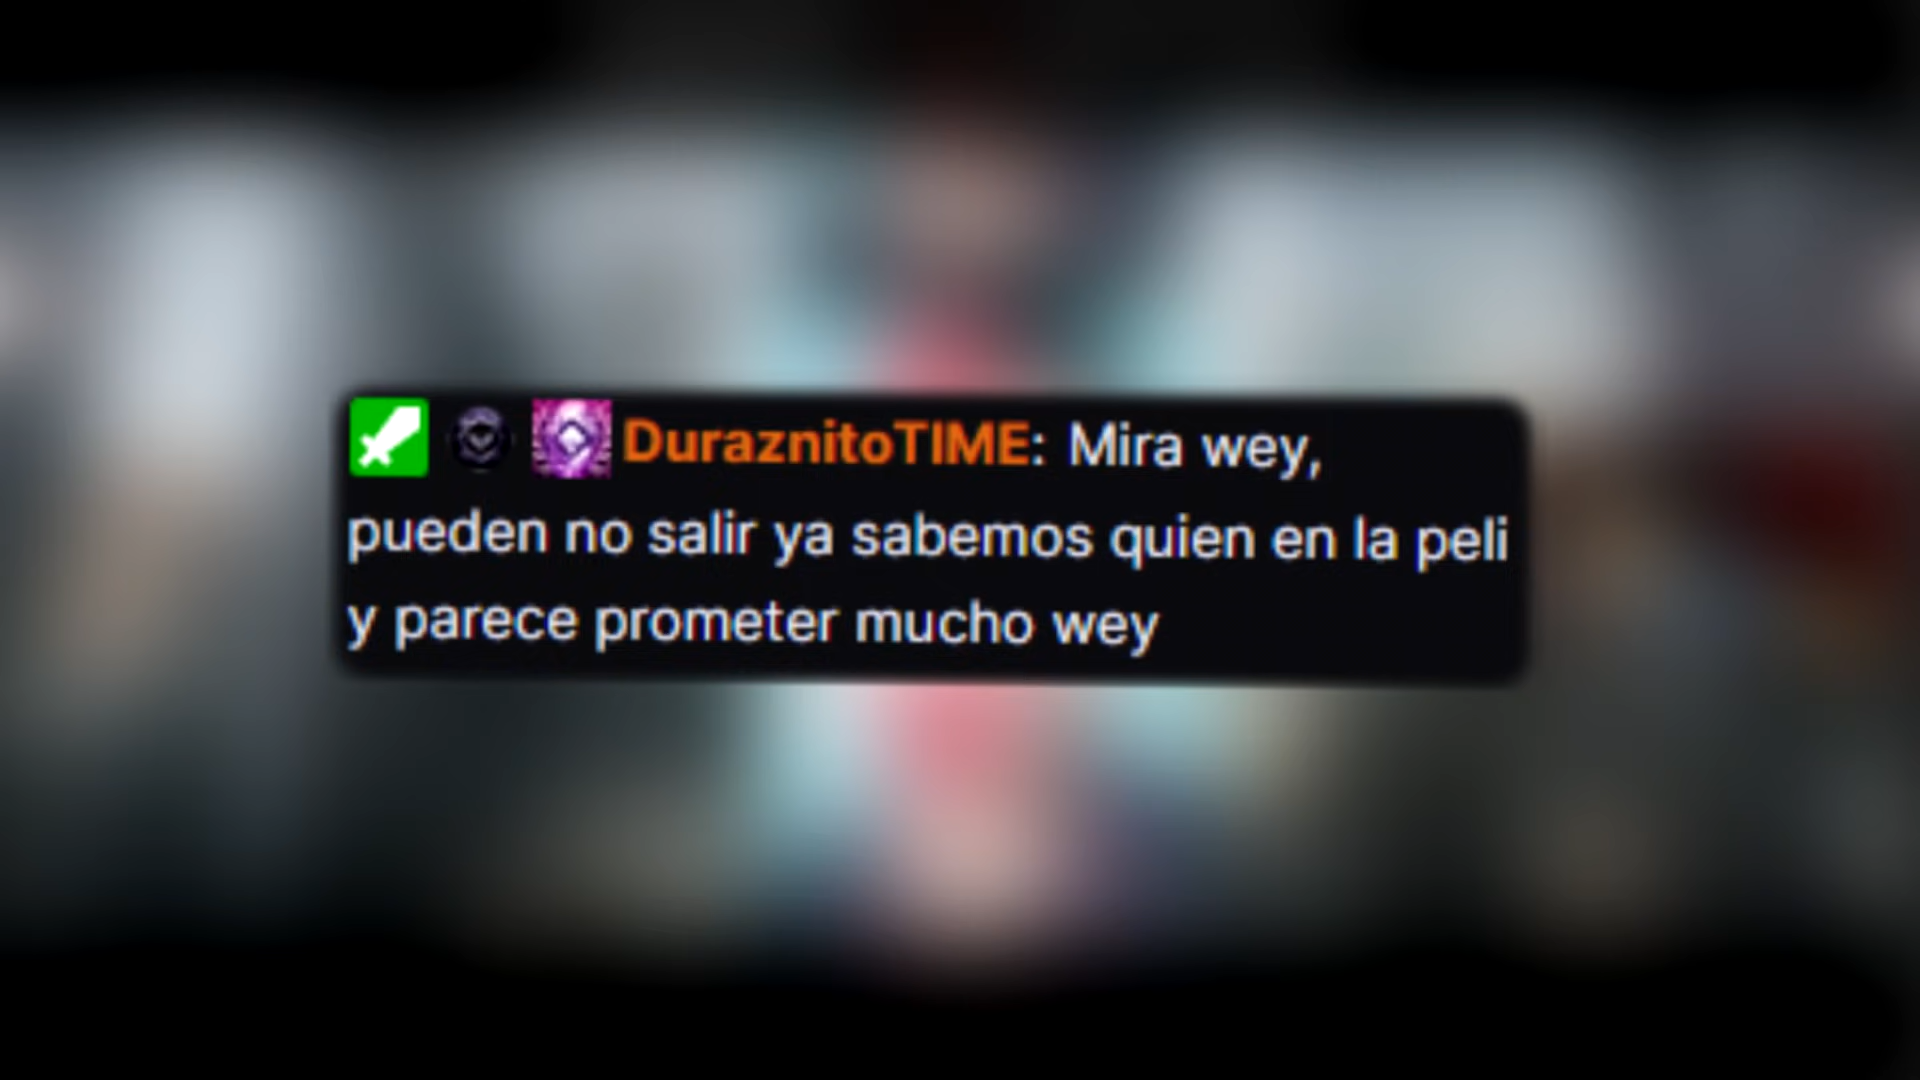 DuraznitoTIME: Mira wey,
pueden no salir ya sabemos quien en la peli
y parece prometer mucho wey